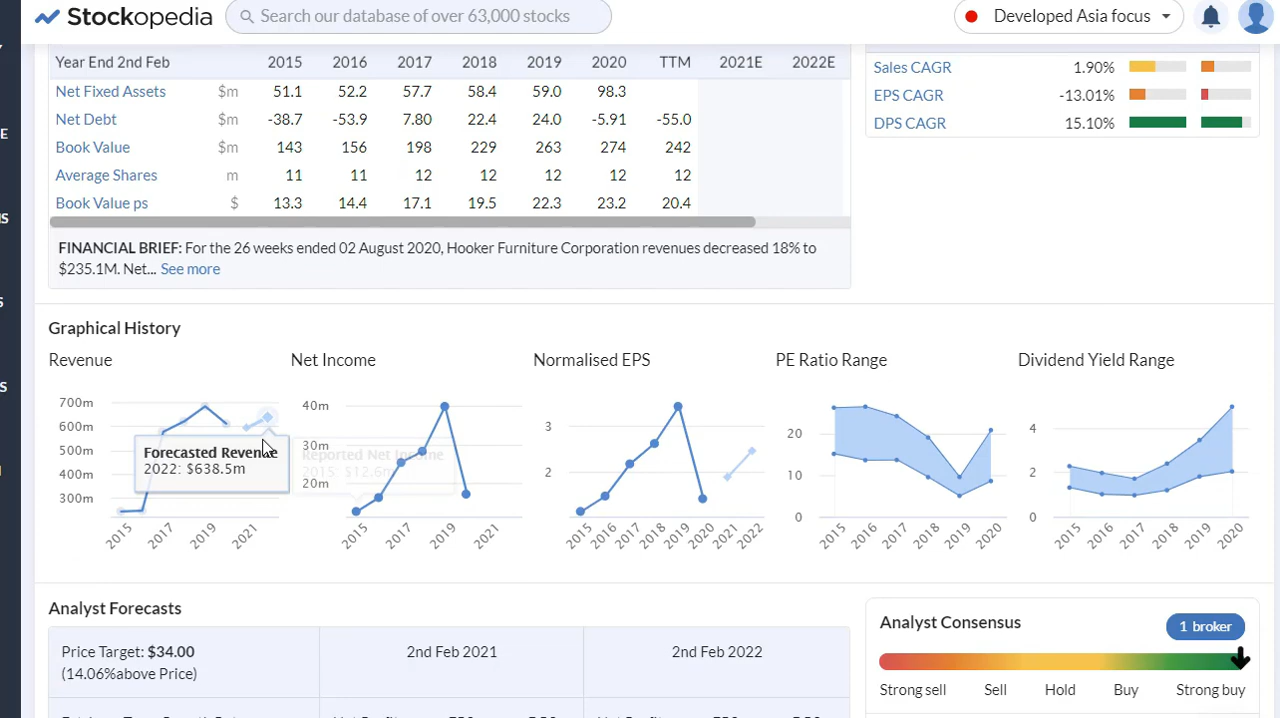 Stockopedia
Search our database of over 63,000 stocks
Developed Asia focus
Year End 2nd Feb 2015 2016 2017 2018 2019 2020 TTM 2021E 2022E
Net Fixed Assets $m 51.1 52.2 57.7 58.4 59.0 98.3
Net Debt $m -38.7 -53.9 7.80 22.4 24.0 -5.91 -55.0
Book Value $m 143 156 198 229 263 274 242
Average Shares m 11 11 12 12 12 12 12
Book Value ps $ 13.3 14.4 17.1 19.5 22.3 23.2 20.4
FINANCIAL BRIEF: For the 26 weeks ended 02 August 2020, Hooker Furniture Corporation revenues decreased 18% to
$235.1M. Net... See more
Sales CAGR 1.90%
EPS CAGR -13.01%
DPS CAGR 15.10%
Graphical History
Revenue
700m
600m
500m
400m
300m
2015 2017 2019 2021
Forecasted Revenue
2022: $638.5m
Net Income
40m
30m
20m
2015 2017 2019 2021
Reported Net Income
2015: $12.6m
Normalised EPS
3
2
2015 2016 2017 2018 2019 2020 2021 2022
PE Ratio Range
20
10
0
2015 2016 2017 2018 2019 2020
Dividend Yield Range
4
2
0
2015 2016 2017 2018 2019 2020
Analyst Forecasts
Price Target: $34.00
(14.06%above Price)
2nd Feb 2021
2nd Feb 2022
Analyst Consensus
1 broker
Strong sell Sell Hold Buy Strong buy